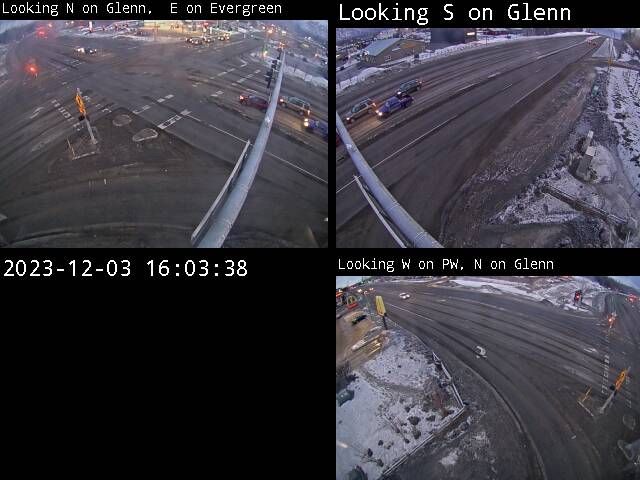 Looking N on Glenn,  E on Evergreen
Looking S on Glenn
2023-12-03 16:03:38
Looking W on PW, N on Glenn